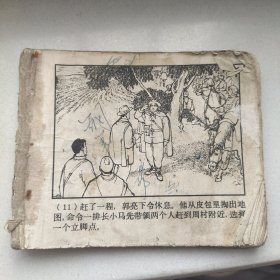 (11) 赶了一程，郭亮下令休息。他从皮包里掏出地
图，命令一排长小马先带领两个人赶到周村附近，选择
一个立脚点。